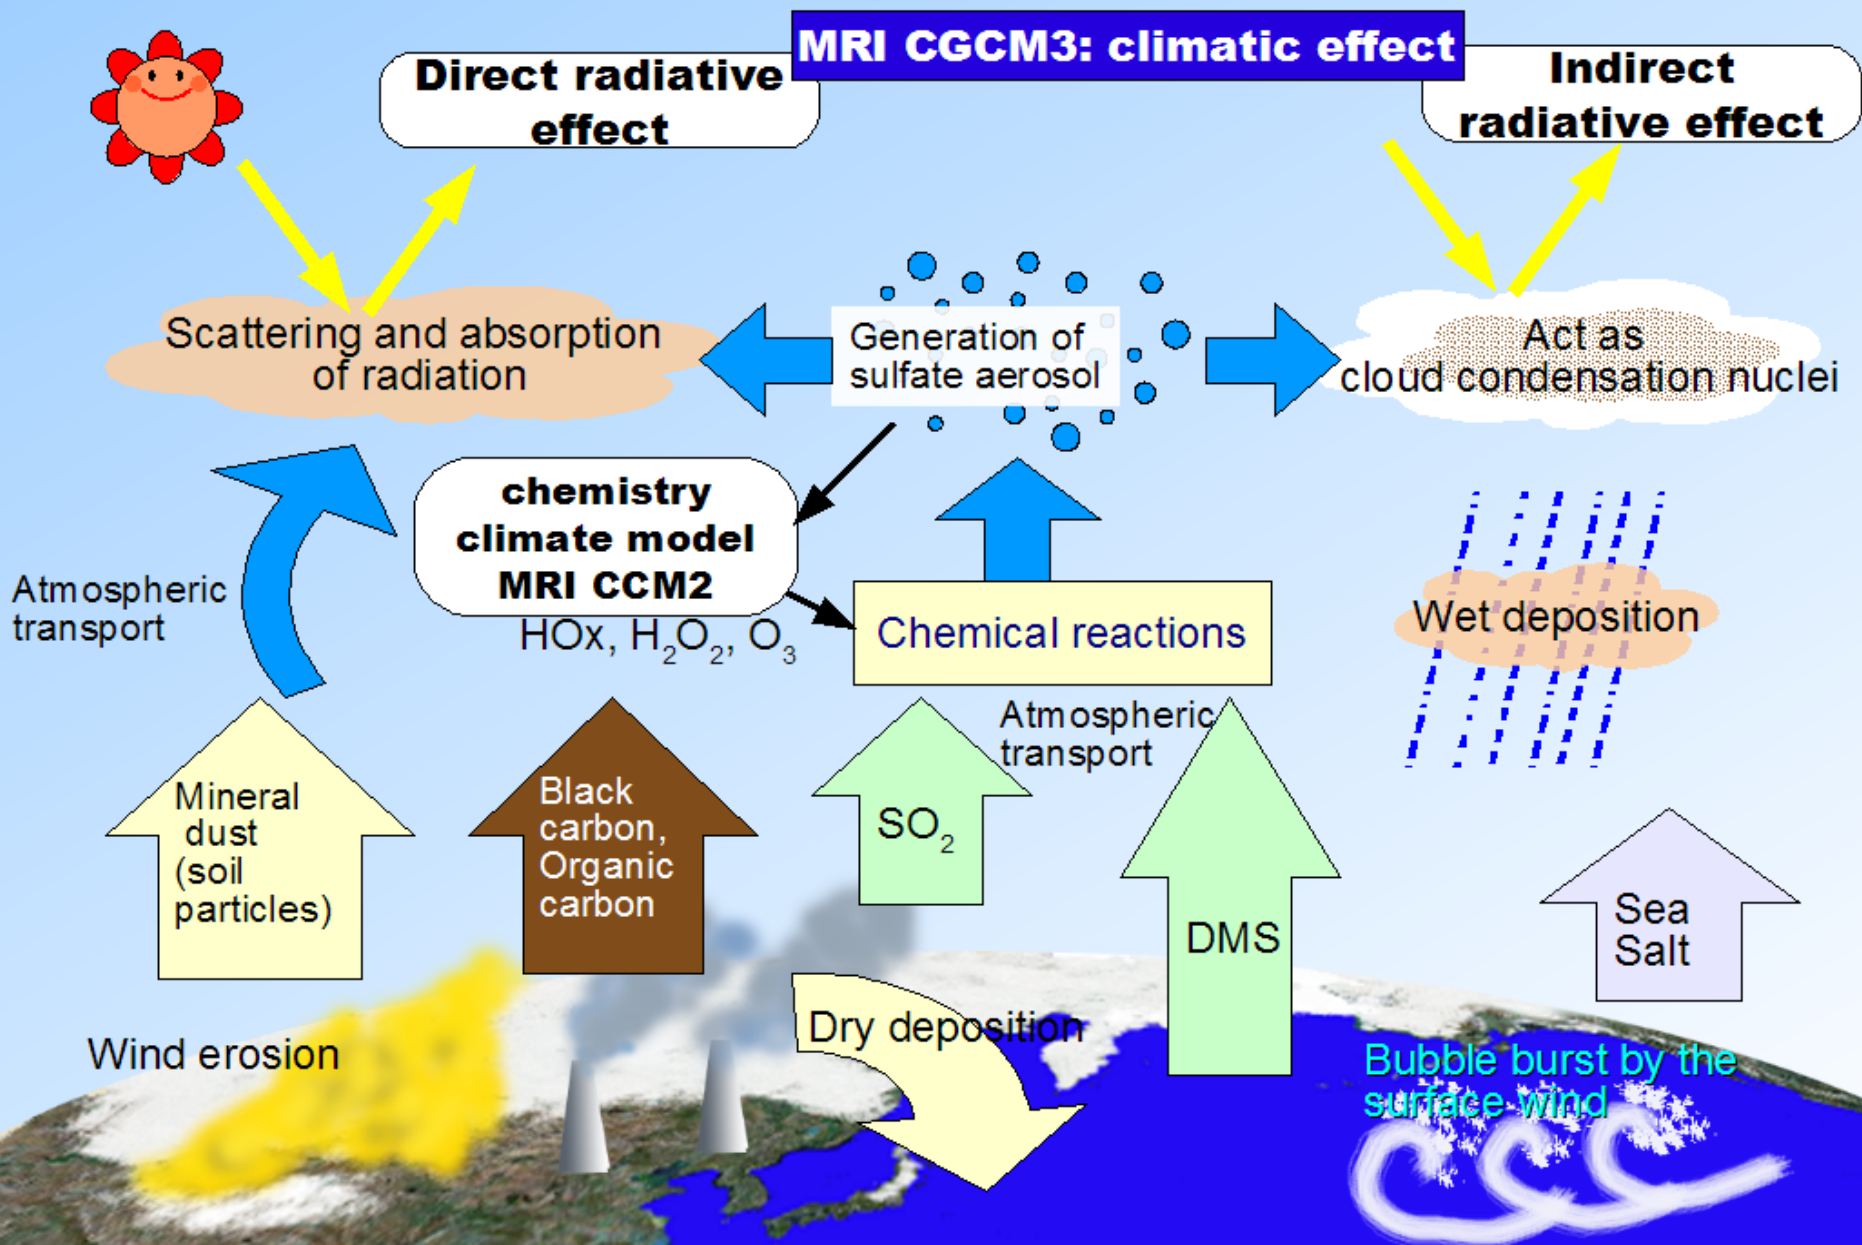 MRI CGCM3: climatic effect
Direct radiative
effect
Indirect
radiative effect
Scattering and absorption
of radiation
Generation of
sulfate aerosol
Act as
cloud condensation nuclei
chemistry
climate model
MRI CCM2
HOx, H₂O₂, O₃
Chemical reactions
Atmospheric
transport
Wet deposition
Atmospheric
transport
Mineral
dust
(soil
particles)
Black
carbon,
Organic
carbon
SO₂
DMS
Sea
Salt
Wind erosion
Dry deposition
Bubble burst by the
surface wind